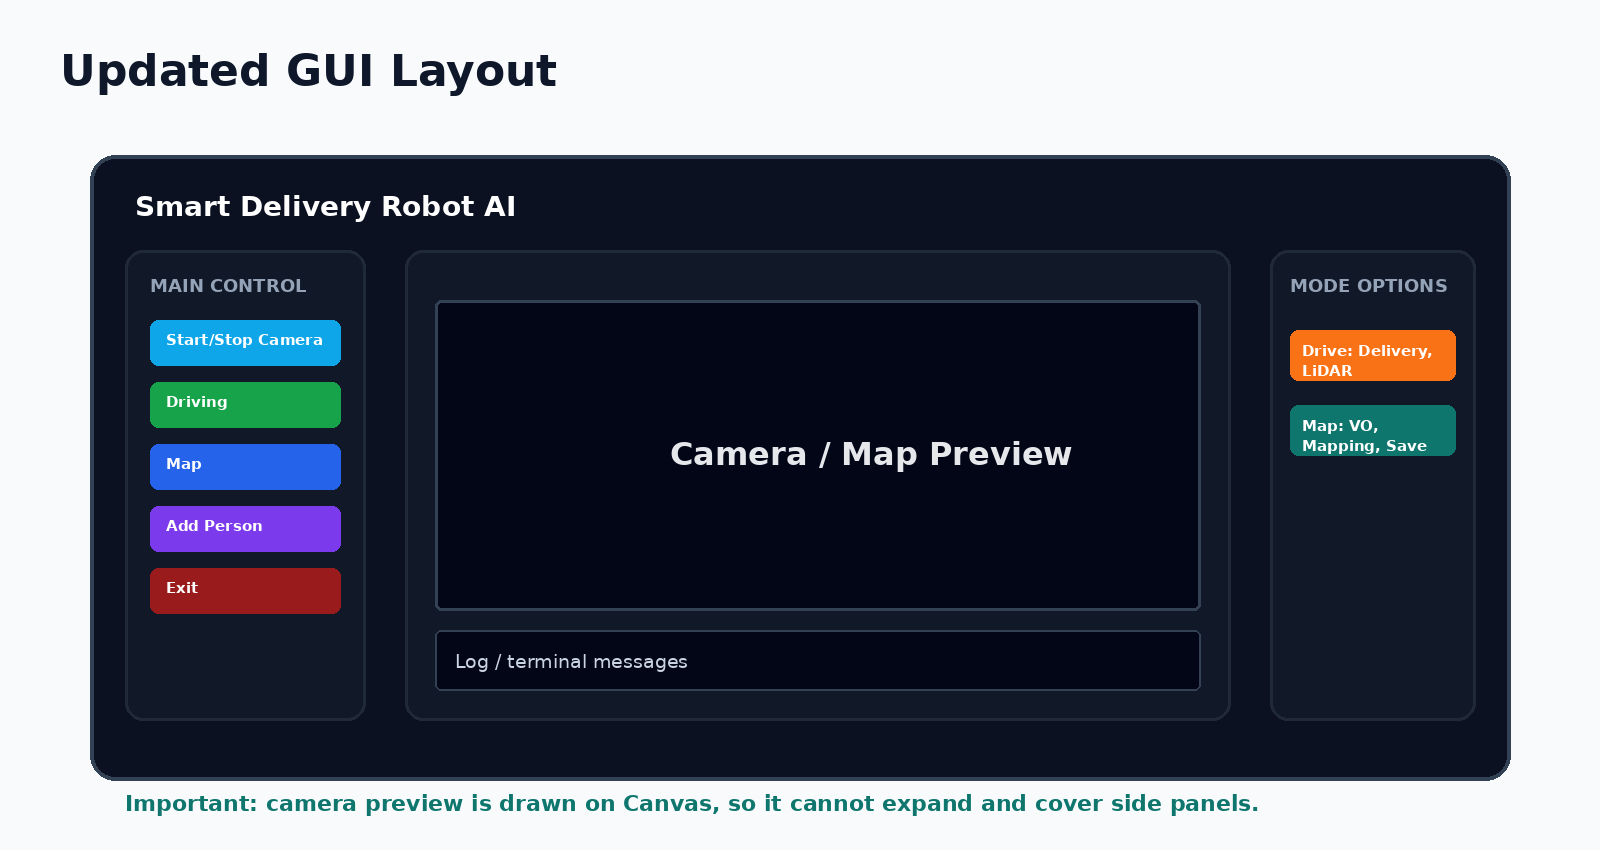 Updated GUI Layout
Smart Delivery Robot AI
MAIN CONTROL
Start/Stop Camera
Driving
Map
Add Person
Exit
Camera / Map Preview
Log / terminal messages
MODE OPTIONS
Drive: Delivery,
LiDAR
Map: VO,
Mapping, Save
Important: camera preview is drawn on Canvas, so it cannot expand and cover side panels.